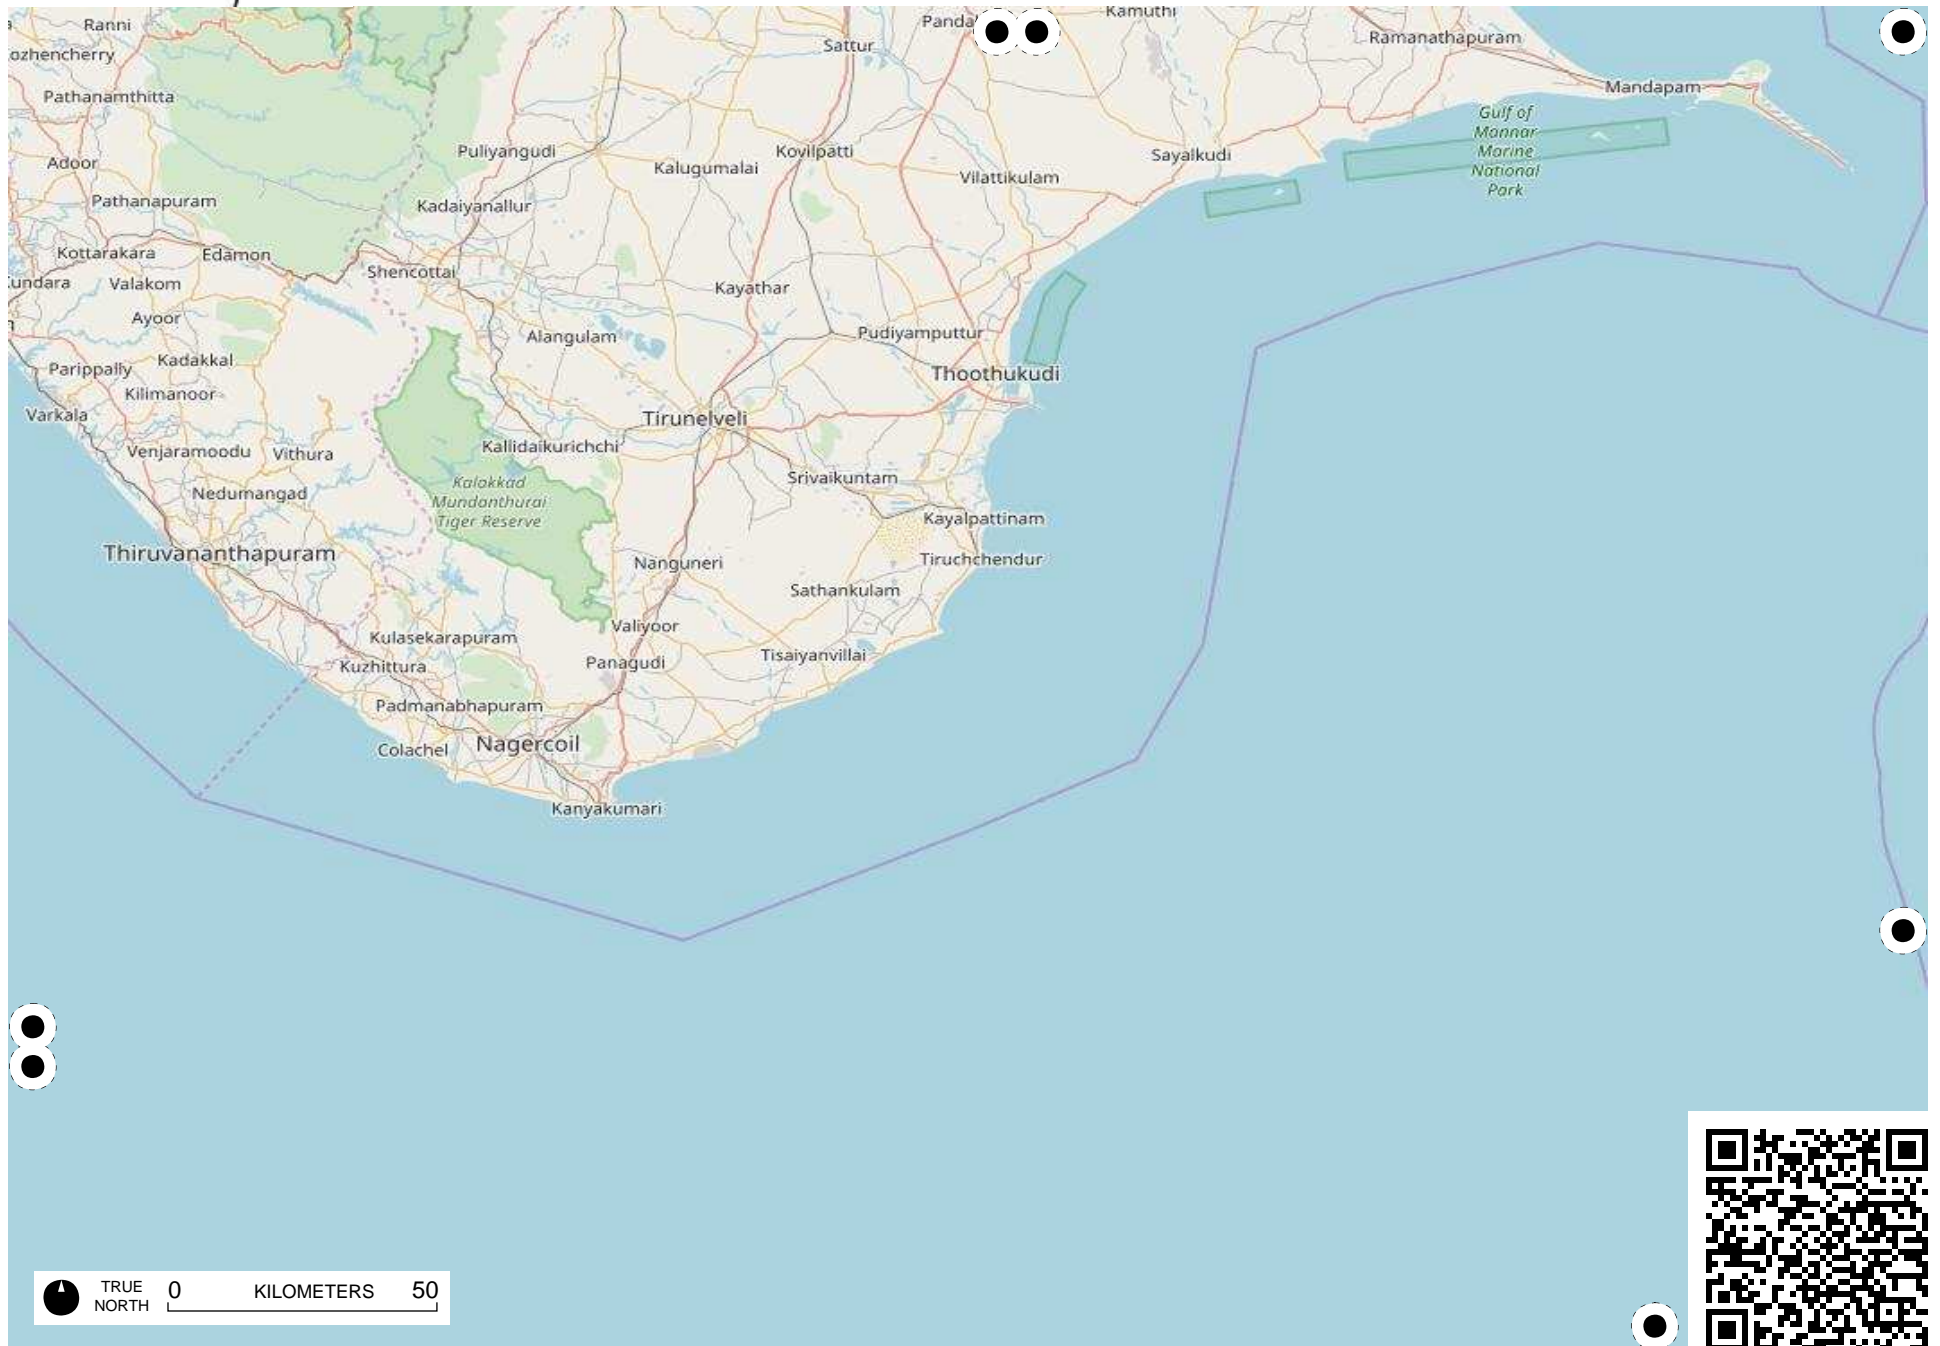 Ranni
Sattur
Kamuthi
Ramanathapuram
Pathanamthitta
Mandapam
Gulf of
Mannar
Marine
National
Park
Puliyangudi
Kovilpatti
Adoor
Kalugumalai
Sayalkudi
Vilattikulam
Pathanapuram
Kadaiyanallur
Kottarakara
Edamon
Shencottai
Valakom
Kayathar
Ayoor
Alangulam
Pudiyamputtur
Parippally
Kadakkal
Thoothukudi
Kilimanoor
Varkala
Tirunelveli
Venjaramoodu
Vithura
Kallidaikurichchi
Kalakkad
Mundanthurai
Tiger Reserve
Srivaikuntam
Nedumangad
Kayalpattinam
Thiruvananthapuram
Nanguneri
Tiruchchendur
Sathankulam
Kulasekarapuram
Valiyoor
Kuzhittura
Panagudi
Tisaiyanvillai
Padmanabhapuram
Colachel
Nagercoil
Kanyakumari
TRUE
NORTH
0 KILOMETERS 50